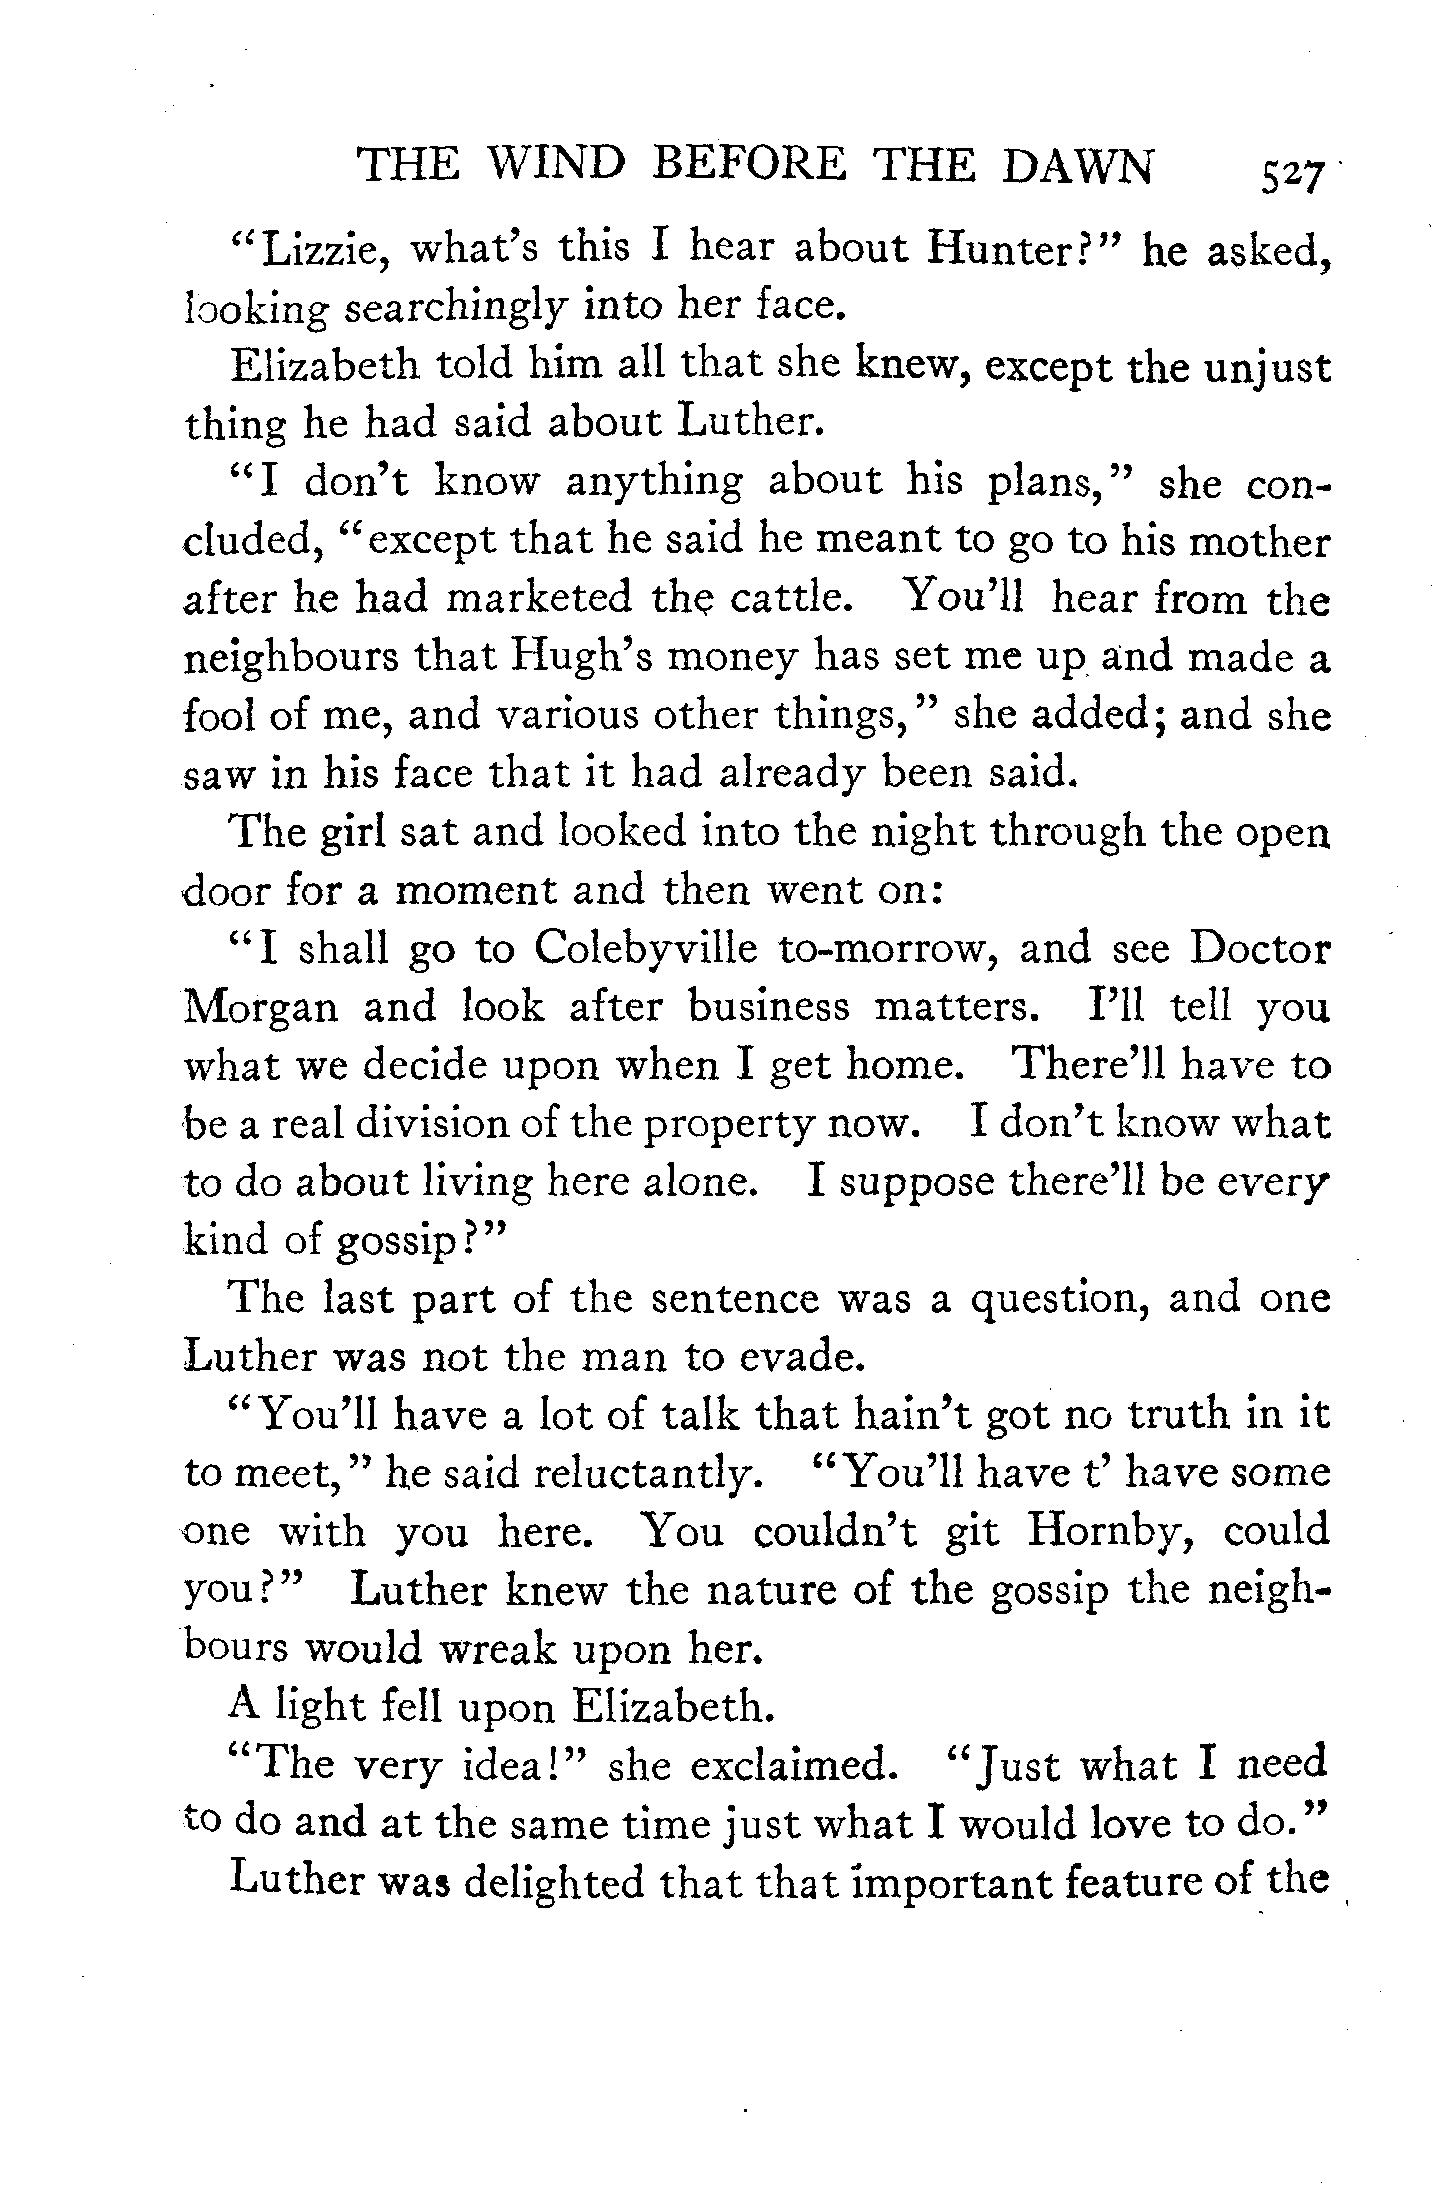 THE WIND BEFORE THE DAWN 527
“Lizzie, what’s this I hear about Hunter?” he asked,
looking searchingly into her face.
Elizabeth told him all that she knew, except the unjust
thing he had said about Luther.
“I don’t know anything about his plans,” she con-
cluded, “except that he said he meant to go to his mother
after he had marketed the cattle. You’ll hear from the
neighbours that Hugh’s money has set me up and made a
fool of me, and various other things,” she added; and she
saw in his face that it had already been said.
The girl sat and looked into the night through the open
door for a moment and then went on:
“I shall go to Colebyville to-morrow, and see Doctor
Morgan and look after business matters. I’ll tell you
what we decide upon when I get home. There’ll have to
be a real division of the property now. I don’t know what
to do about living here alone. I suppose there’ll be every
kind of gossip?”
The last part of the sentence was a question, and one
Luther was not the man to evade.
“You’ll have a lot of talk that hain’t got no truth in it
to meet,” he said reluctantly. “You’ll have t’ have some
one with you here. You couldn’t git Hornby, could
you?” Luther knew the nature of the gossip the neigh-
bours would wreak upon her.
A light fell upon Elizabeth.
“The very idea!” she exclaimed. “Just what I need
to do and at the same time just what I would love to do.”
Luther was delighted that that important feature of the